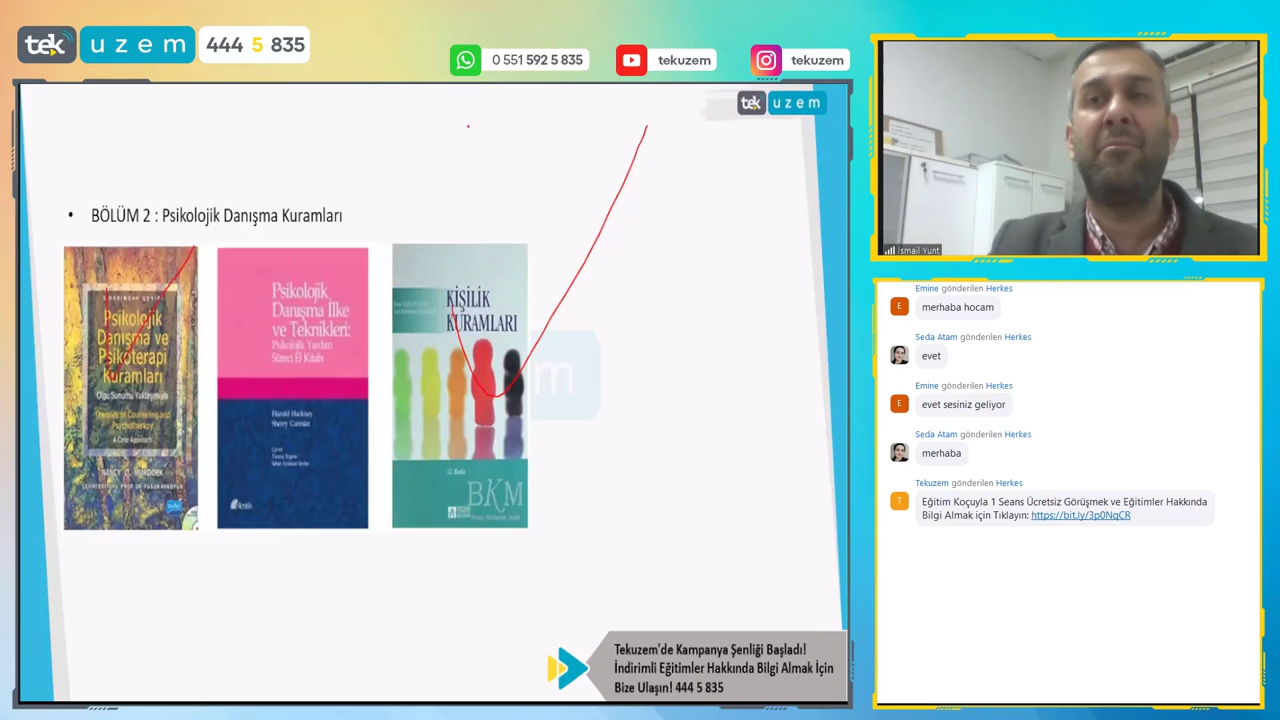 tek uzem 444 5 835
0 551 592 5 835
tekuzem
tekuzem
tek uzem
• BÖLÜM 2 : Psikolojik Danışma Kuramları
Psikolojik
Danışma ve
Psikoterapi
Kuramları
Olgu Sunumu Yaklaşımıyla
Theories of Counseling and
Psychotherapy
A Case Approach
NANCY L. MURDOCK
Psikolojik
Danışma İlke
ve Teknikleri:
Psikolojik Yardım
Süreci El Kitabı
Harold Hackney
Sherry Cormier
KİŞİLİK
KURAMLARI
12. Baskı
BKM
Tekuzem'de Kampanya Şenliği Başladı!
İndirimli Eğitimler Hakkında Bilgi Almak İçin
Bize Ulaşın! 444 5 835
İsmail Yunt
Emine gönderilen Herkes
E merhaba hocam
Seda Atam gönderilen Herkes
evet
Emine gönderilen Herkes
E evet sesiniz geliyor
Seda Atam gönderilen Herkes
merhaba
Tekuzem gönderilen Herkes
T Eğitim Koçuyla 1 Seans Ücretsiz Görüşmek ve Eğitimler Hakkında
Bilgi Almak için Tıklayın: https://bit.ly/3p0NqCR